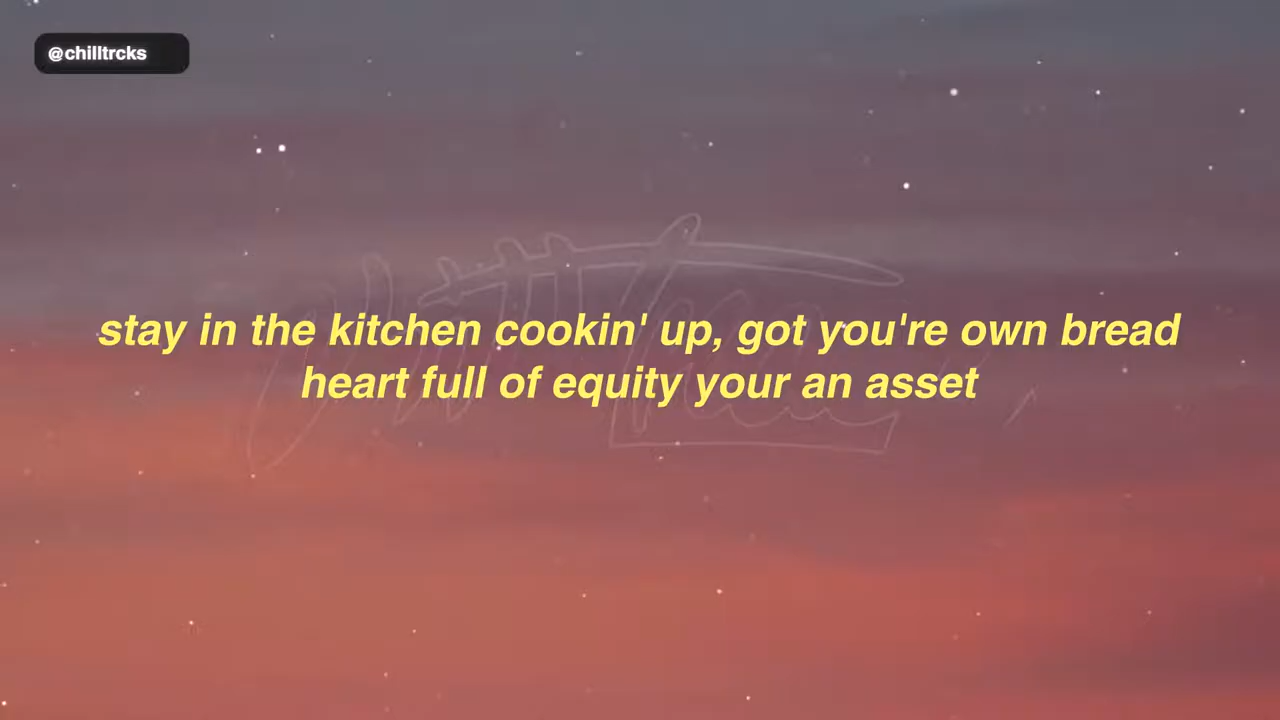 @chilltrcks
stay in the kitchen cookin' up, got you're own bread
heart full of equity your an asset